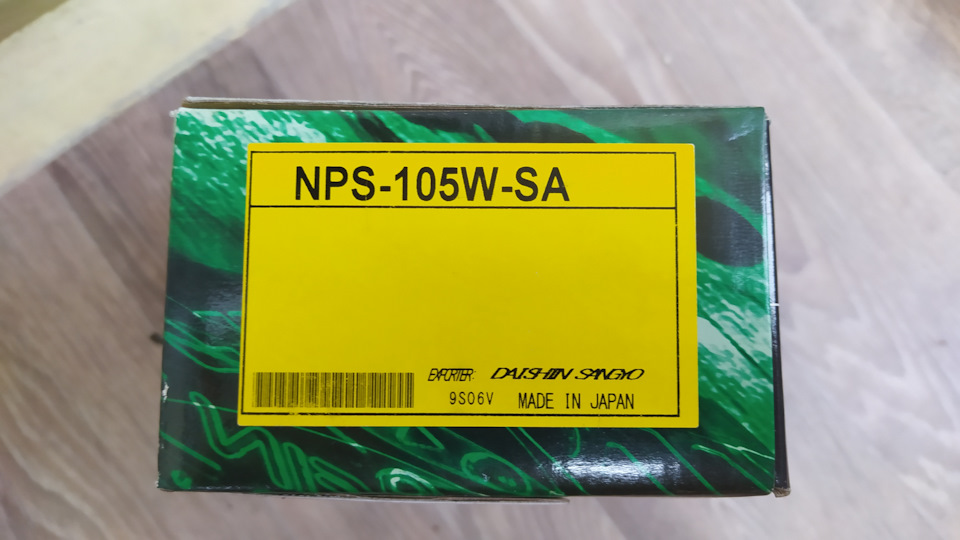 NPS-105W-SA
EXPORTER: DAISHIN SANGYO
9S06V MADE IN JAPAN